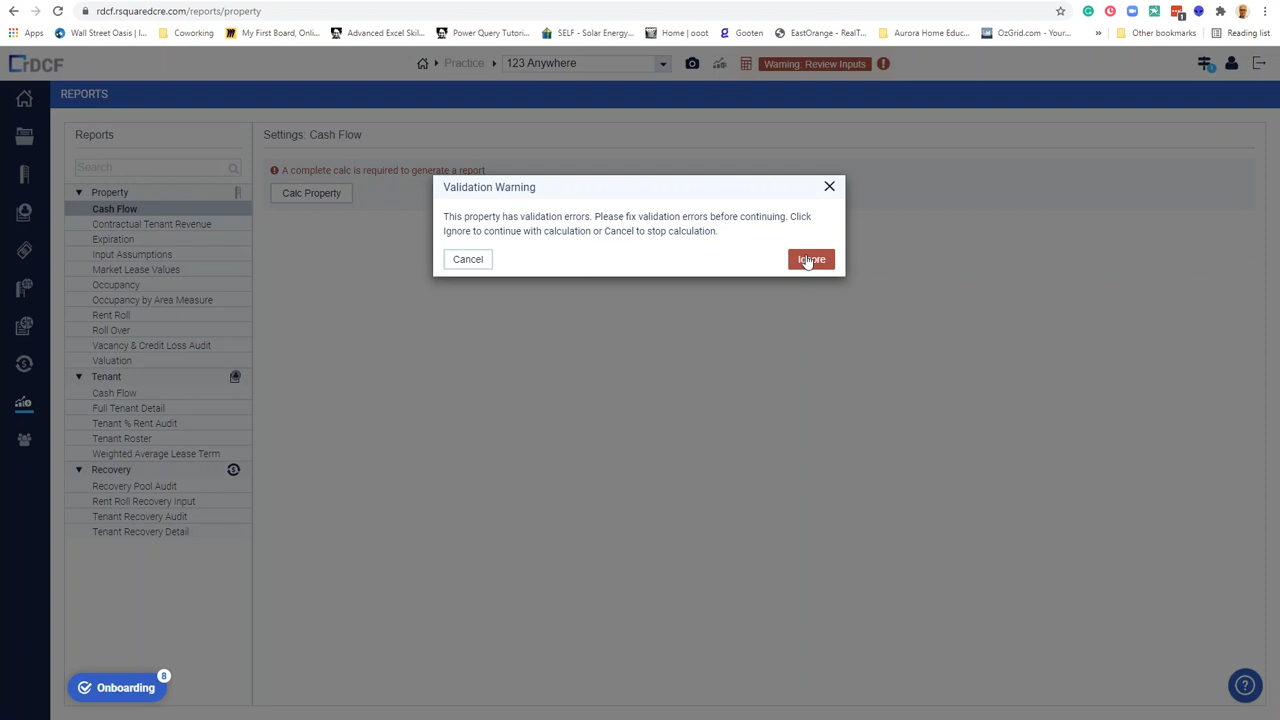 rdcf.rsquaredcre.com/reports/property
Apps
Wall Street Oasis | I...
Coworking
My First Board, Onli...
Advanced Excel Skil...
Power Query Tutori...
SELF - Solar Energy...
Home | ooot
Gooten
EastOrange - RealT...
Aurora Home Educ...
OzGrid.com - Your...
»
Other bookmarks
Reading list
rDCF
Practice
123 Anywhere
Warning: Review Inputs
REPORTS
Reports
Search
Property
Cash Flow
Contractual Tenant Revenue
Expiration
Input Assumptions
Market Lease Values
Occupancy
Occupancy by Area Measure
Rent Roll
Roll Over
Vacancy & Credit Loss Audit
Valuation
Tenant
Cash Flow
Full Tenant Detail
Tenant % Rent Audit
Tenant Roster
Weighted Average Lease Term
Recovery
Recovery Pool Audit
Rent Roll Recovery Input
Tenant Recovery Audit
Tenant Recovery Detail
Settings: Cash Flow
A complete calc is required to generate a report
Calc Property
Validation Warning
This property has validation errors. Please fix validation errors before continuing. Click
Ignore to continue with calculation or Cancel to stop calculation.
Cancel
Ignore
Onboarding
8